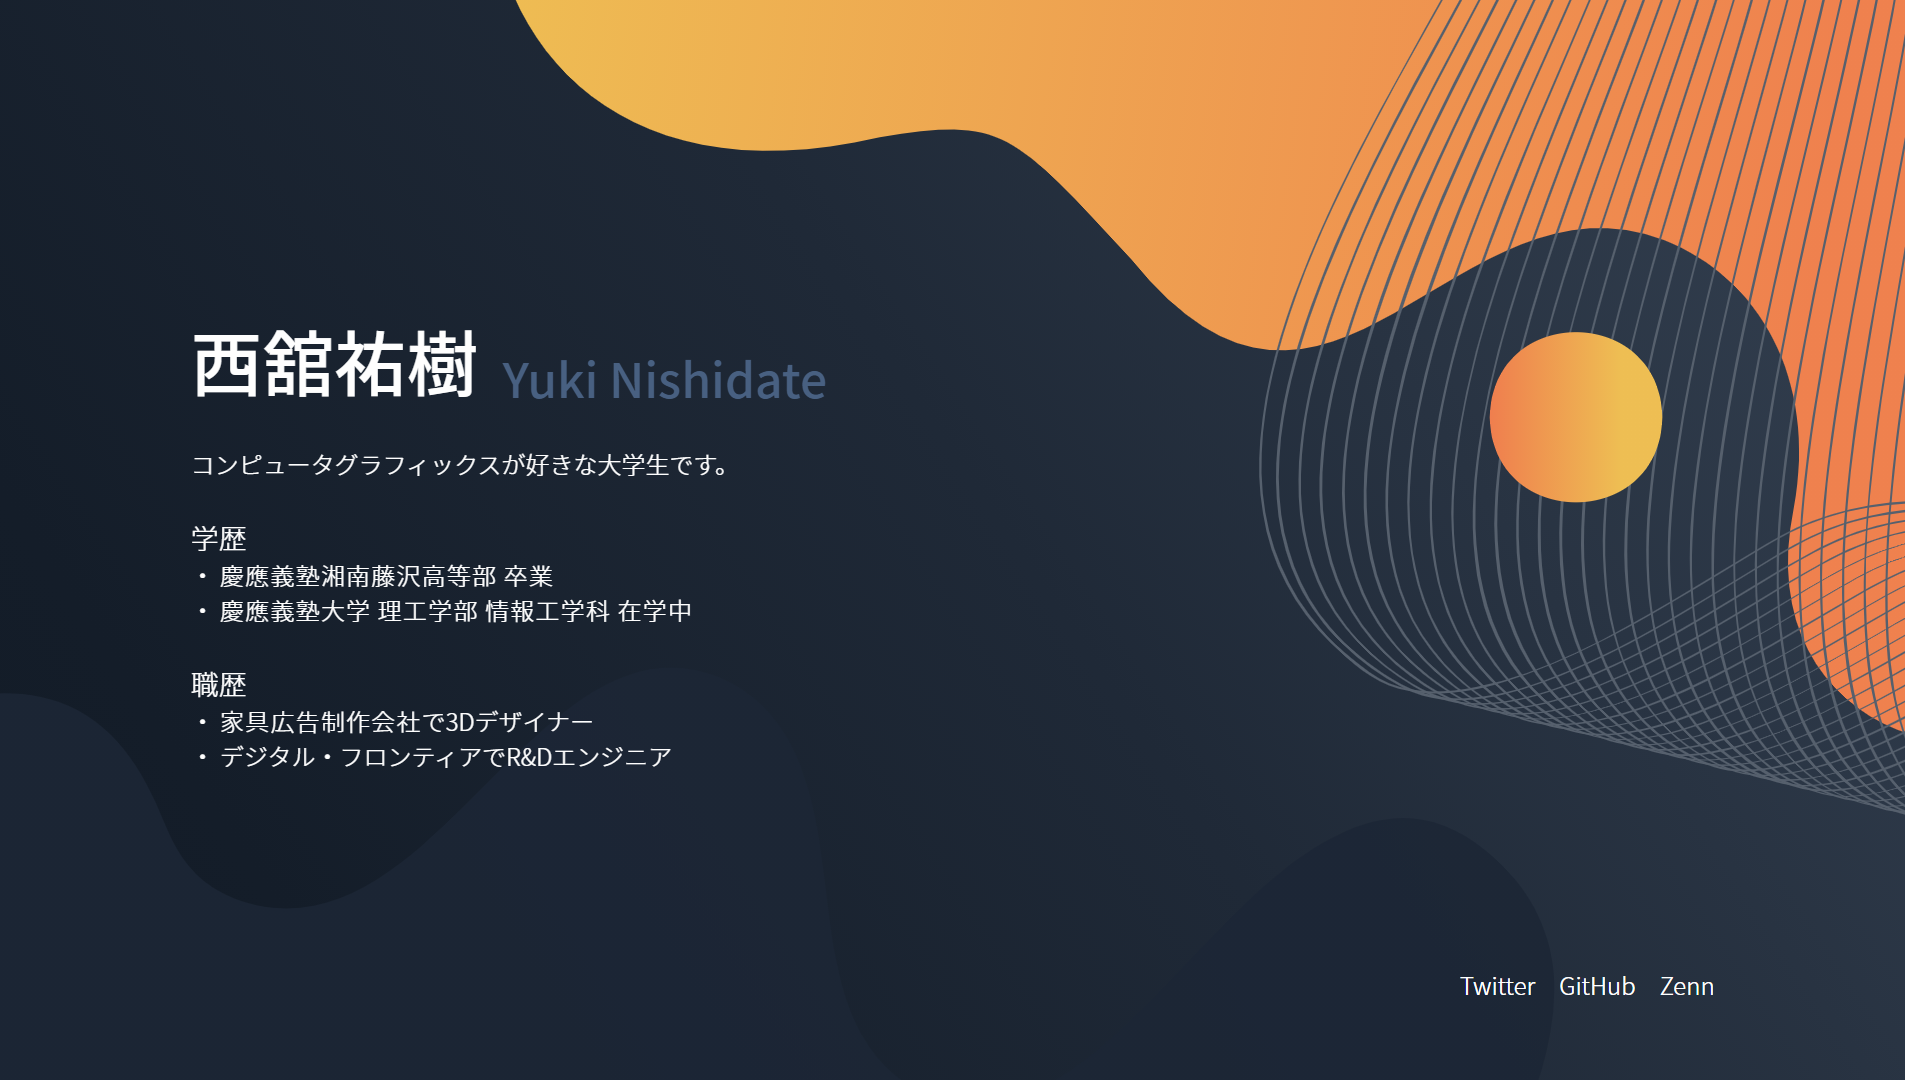 西舘祐樹 Yuki Nishidate
コンピュータグラフィックスが好きな大学生です。
学歴
・ 慶應義塾湘南藤沢高等部 卒業
・ 慶應義塾大学 理工学部 情報工学科 在学中
職歴
・ 家具広告制作会社で3Dデザイナー
・ デジタル・フロンティアでR&Dエンジニア
Twitter GitHub Zenn